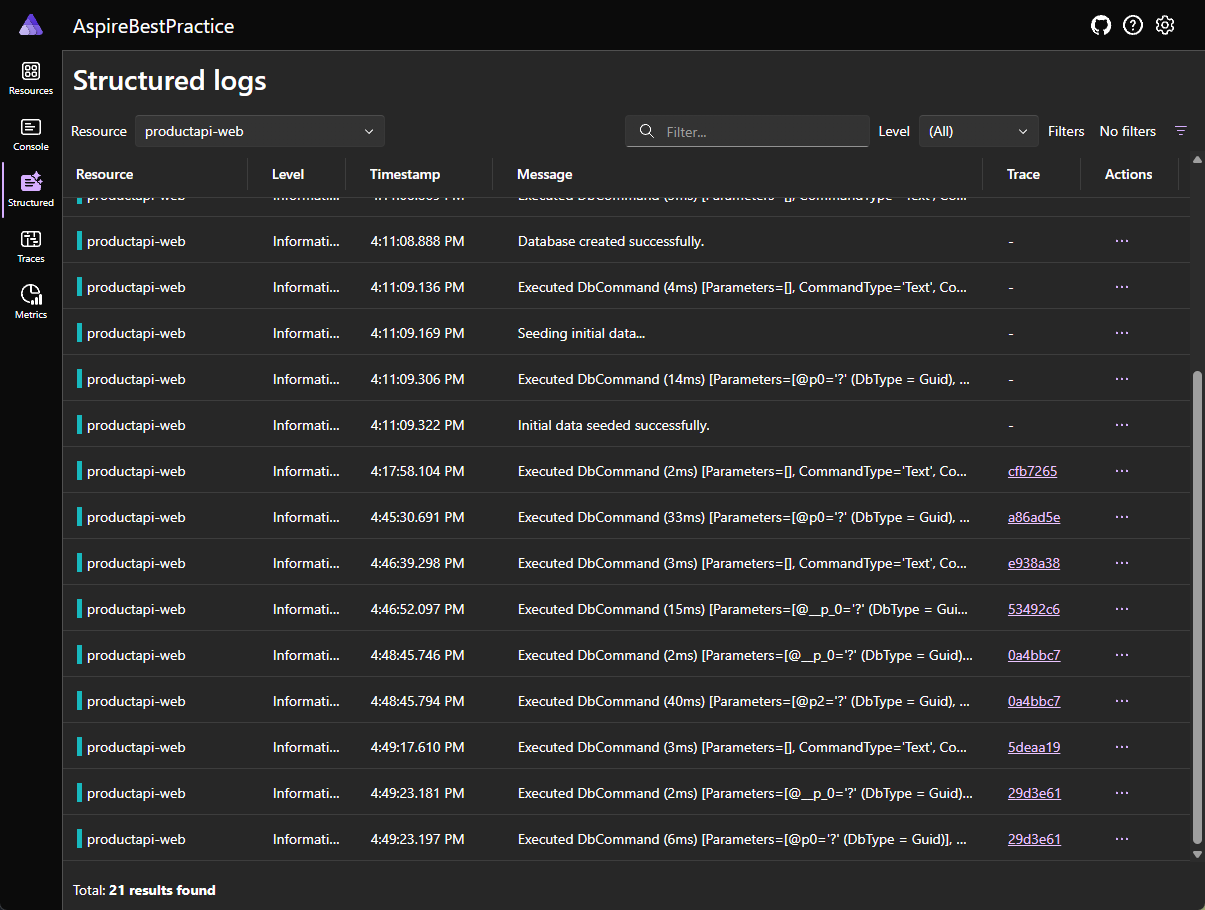 AspireBestPractice
Resources
Console
Structured
Traces
Metrics
Structured logs
Resource productapi-web Filter... Level (All) Filters No filters
Resource Level Timestamp Message Trace Actions
productapi-web Informati...
productapi-web Informati... 4:11:08.888 PM Database created successfully. - ...
productapi-web Informati... 4:11:09.136 PM Executed DbCommand (4ms) [Parameters=[], CommandType='Text', Co... - ...
productapi-web Informati... 4:11:09.169 PM Seeding initial data... - ...
productapi-web Informati... 4:11:09.306 PM Executed DbCommand (14ms) [Parameters=[@p0='?' (DbType = Guid), ... - ...
productapi-web Informati... 4:11:09.322 PM Initial data seeded successfully. - ...
productapi-web Informati... 4:17:58.104 PM Executed DbCommand (2ms) [Parameters=[], CommandType='Text', Co... cfb7265 ...
productapi-web Informati... 4:45:30.691 PM Executed DbCommand (33ms) [Parameters=[@p0='?' (DbType = Guid), ... a86ad5e ...
productapi-web Informati... 4:46:39.298 PM Executed DbCommand (3ms) [Parameters=[], CommandType='Text', Co... e938a38 ...
productapi-web Informati... 4:46:52.097 PM Executed DbCommand (15ms) [Parameters=[@__p_0='?' (DbType = Gui... 53492c6 ...
productapi-web Informati... 4:48:45.746 PM Executed DbCommand (2ms) [Parameters=[@__p_0='?' (DbType = Guid)... 0a4bbc7 ...
productapi-web Informati... 4:48:45.794 PM Executed DbCommand (40ms) [Parameters=[@p2='?' (DbType = Guid), ... 0a4bbc7 ...
productapi-web Informati... 4:49:17.610 PM Executed DbCommand (3ms) [Parameters=[], CommandType='Text', Co... 5deaa19 ...
productapi-web Informati... 4:49:23.181 PM Executed DbCommand (2ms) [Parameters=[@__p_0='?' (DbType = Guid)... 29d3e61 ...
productapi-web Informati... 4:49:23.197 PM Executed DbCommand (6ms) [Parameters=[@p0='?' (DbType = Guid)], ... 29d3e61 ...
Total: 21 results found